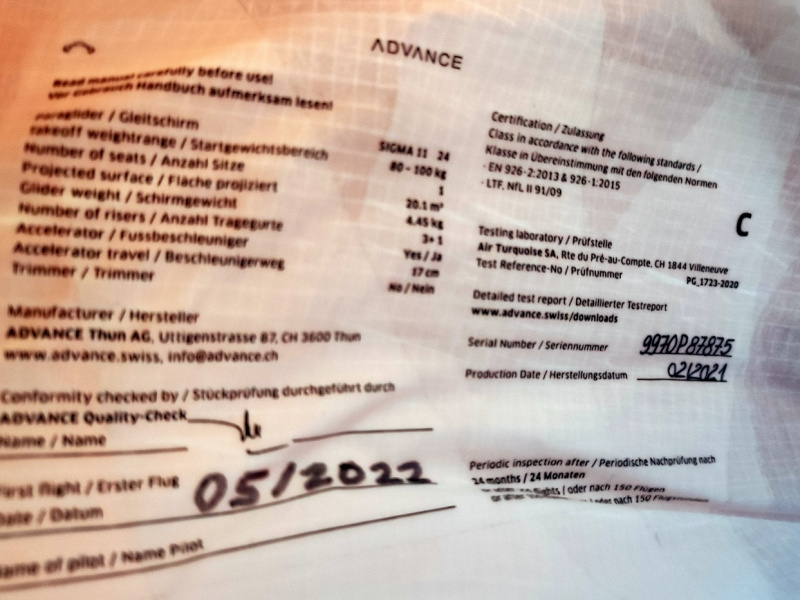 ADVANCE
Read manual carefully before use!
Vor Gebrauch Handbuch aufmerksam lesen!
Paraglider / Gleitschirm SIGMA 11 24
Takeoff weightrange / Startgewichtsbereich 80 - 100 kg
Number of seats / Anzahl Sitze 1
Projected surface / Fläche projiziert 20.1 m²
Glider weight / Schirmgewicht 4.45 kg
Number of risers / Anzahl Tragegurte 3+1
Accelerator / Fussbeschleuniger Yes / Ja
Accelerator travel / Beschleunigerweg 17 cm
Trimmer / Trimmer No / Nein
Manufacturer / Hersteller
ADVANCE Thun AG, Uttigenstrasse 87, CH 3600 Thun
www.advance.swiss, info@advance.ch
Conformity checked by / Stückprüfung durchgeführt durch
ADVANCE Quality-Check
Name / Name
First flight / Erster Flug
Date / Datum 05/2022
Name of pilot / Name Pilot
Certification / Zulassung
Class in accordance with the following standards /
Klasse in Übereinstimmung mit den folgenden Normen
· EN 926-2:2013 & 926-1:2015
· LTF, NfL II 91/09
C
Testing laboratory / Prüfstelle
Air Turquoise SA, Rte du Pré-au-Compte, CH 1844 Villeneuve
Test Reference-No / Prüfnummer PG_1723-2020
Detailed test report / Detaillierter Testreport
www.advance.swiss/downloads
Serial Number / Seriennummer 9970P87875
Production Date / Herstellungsdatum 02/2021
Periodic inspection after / Periodische Nachprüfung nach
24 months / 24 Monaten
flights / oder nach 150 Flügen
oder nach 150 Flugstunden